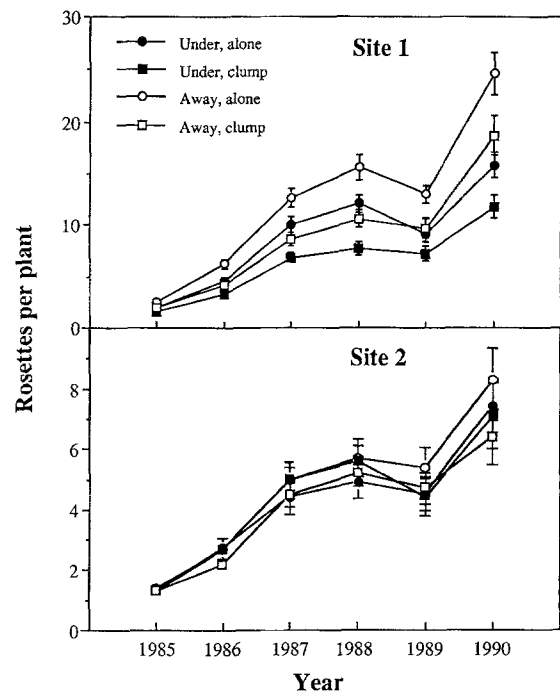 30
Site 1
Under, alone
Under, clump
Away, alone
Away, clump
20
10
0
Rosettes per plant
Site 2
8
6
4
2
0
1985 1986 1987 1988 1989 1990
Year